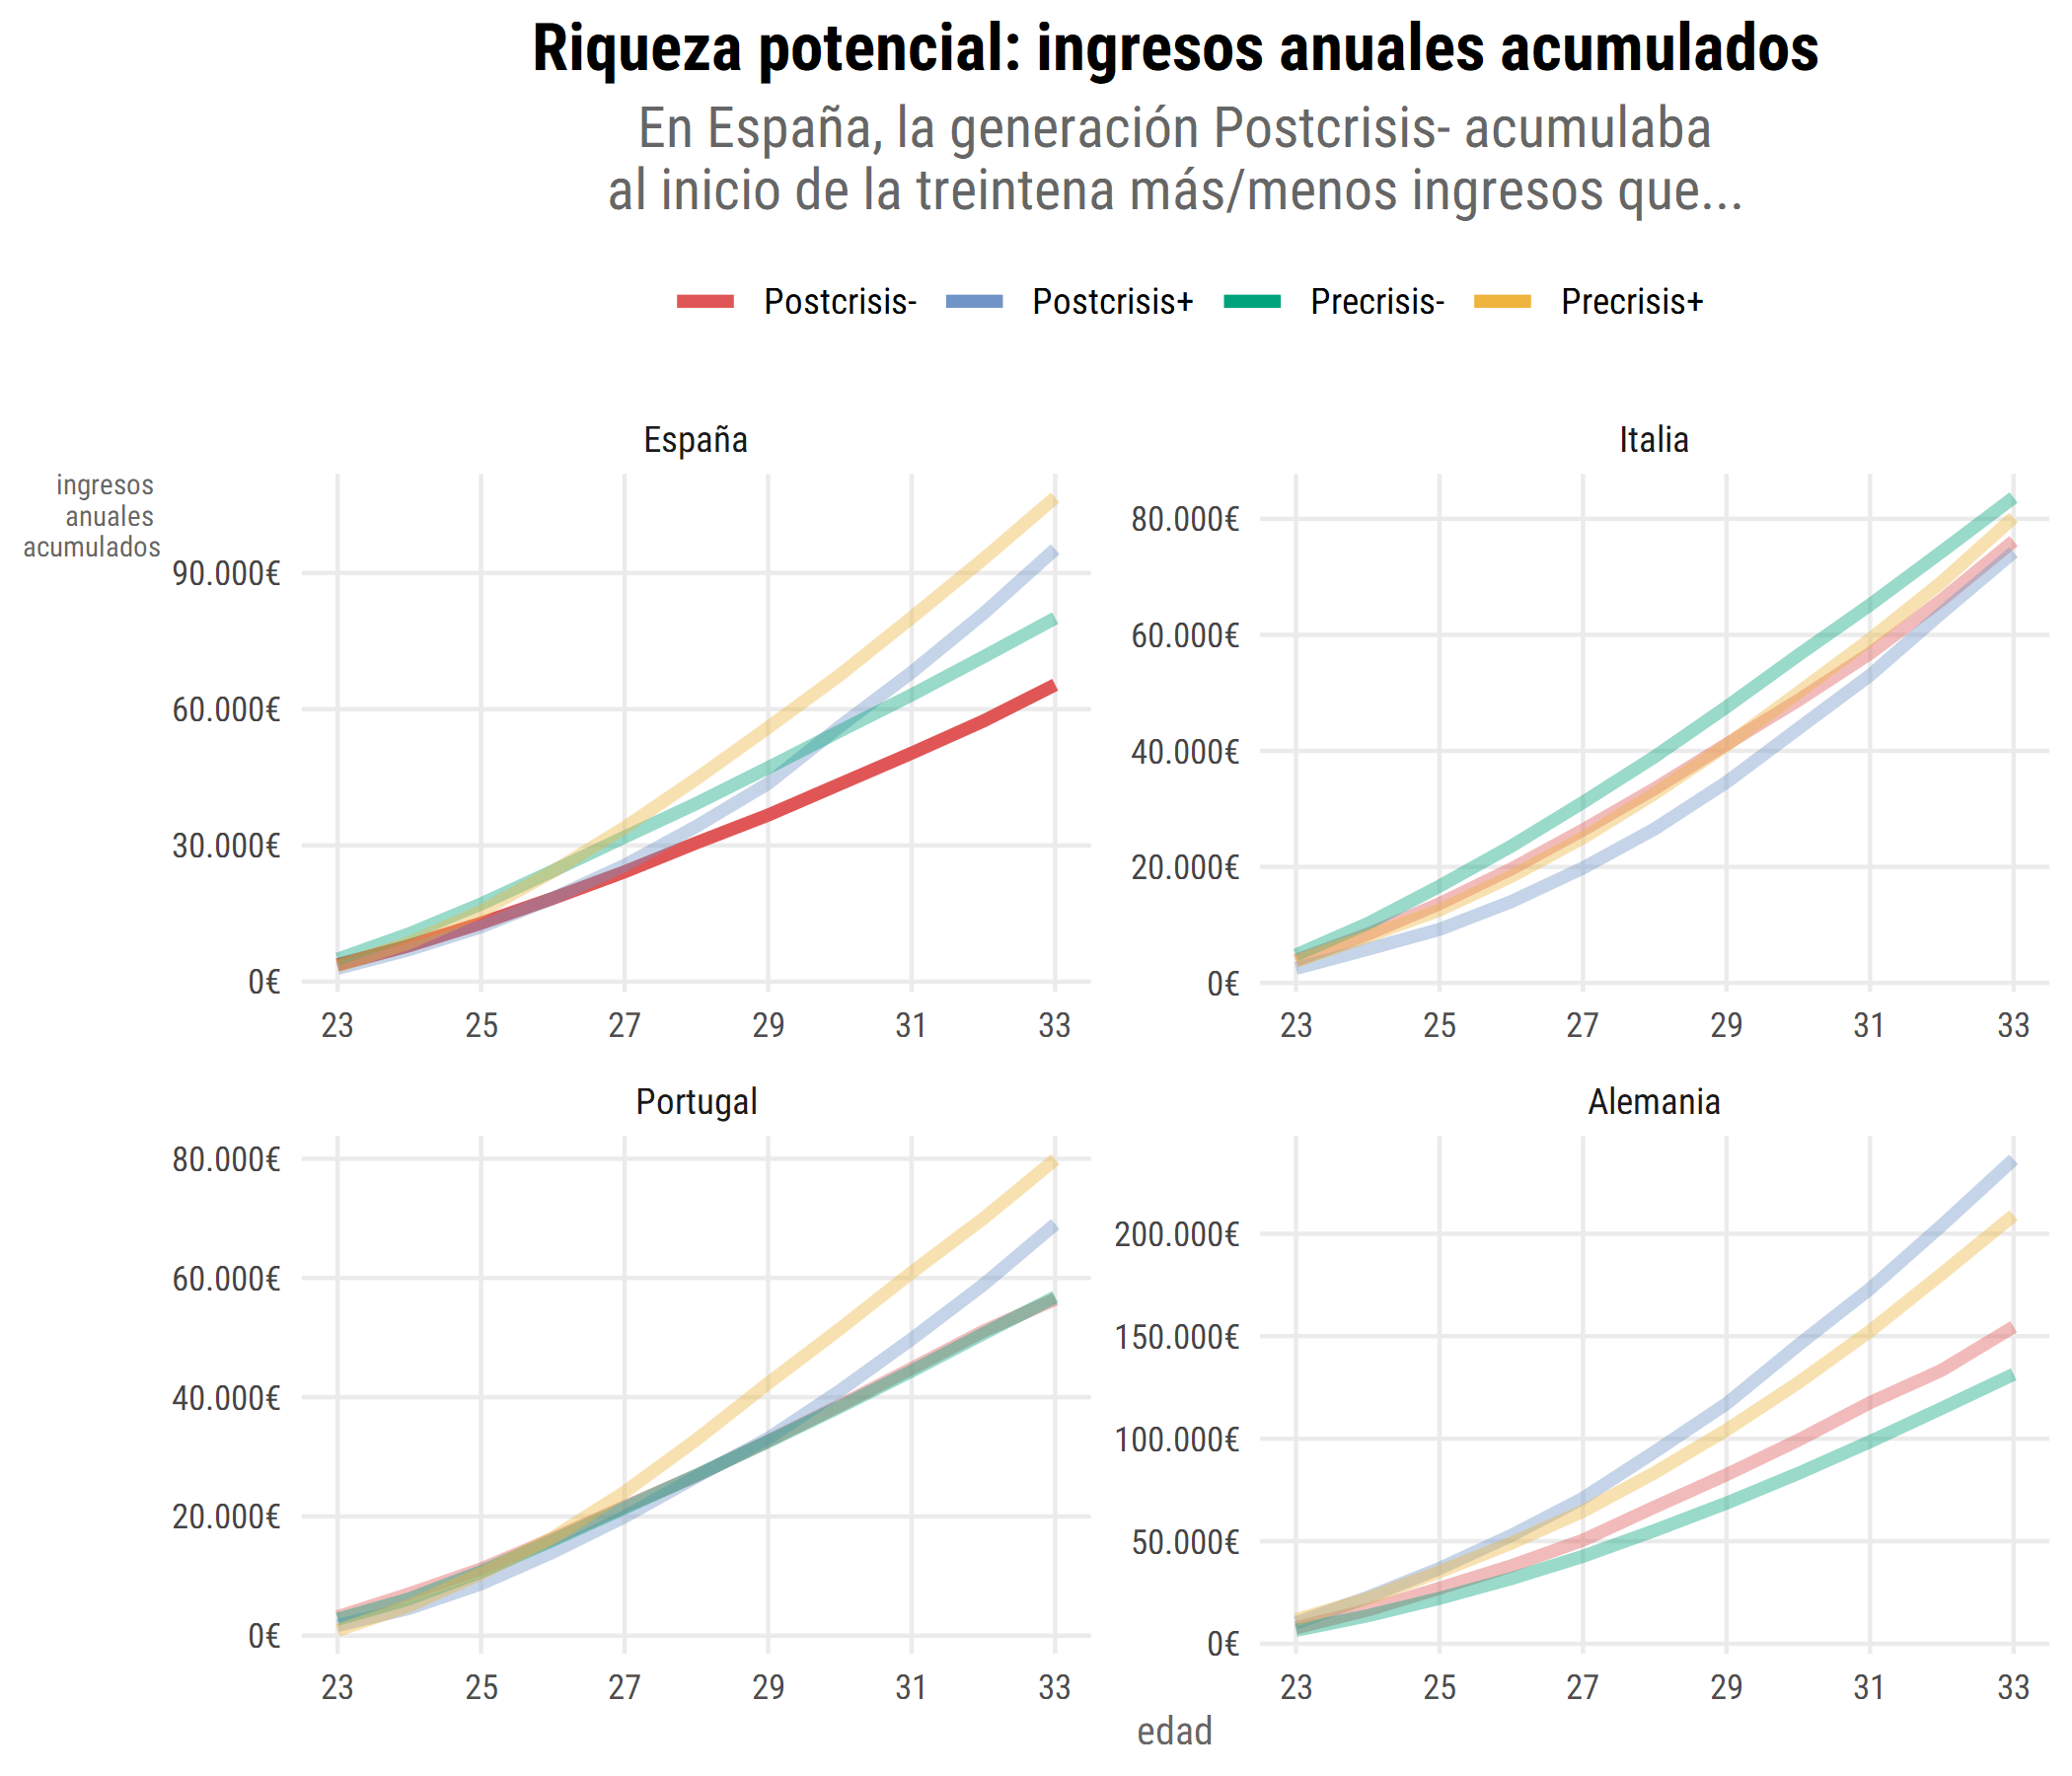 Riqueza potencial: ingresos anuales acumulados
En España, la generación Postcrisis- acumulaba
al inicio de la treintena más/menos ingresos que...
Postcrisis- Postcrisis+ Precrisis- Precrisis+
España
ingresos
anuales
acumulados
90.000€
60.000€
30.000€
0€
23 25 27 29 31 33
Italia
80.000€
60.000€
40.000€
20.000€
0€
23 25 27 29 31 33
Portugal
80.000€
60.000€
40.000€
20.000€
0€
23 25 27 29 31 33
Alemania
200.000€
150.000€
100.000€
50.000€
0€
23 25 27 29 31 33
edad